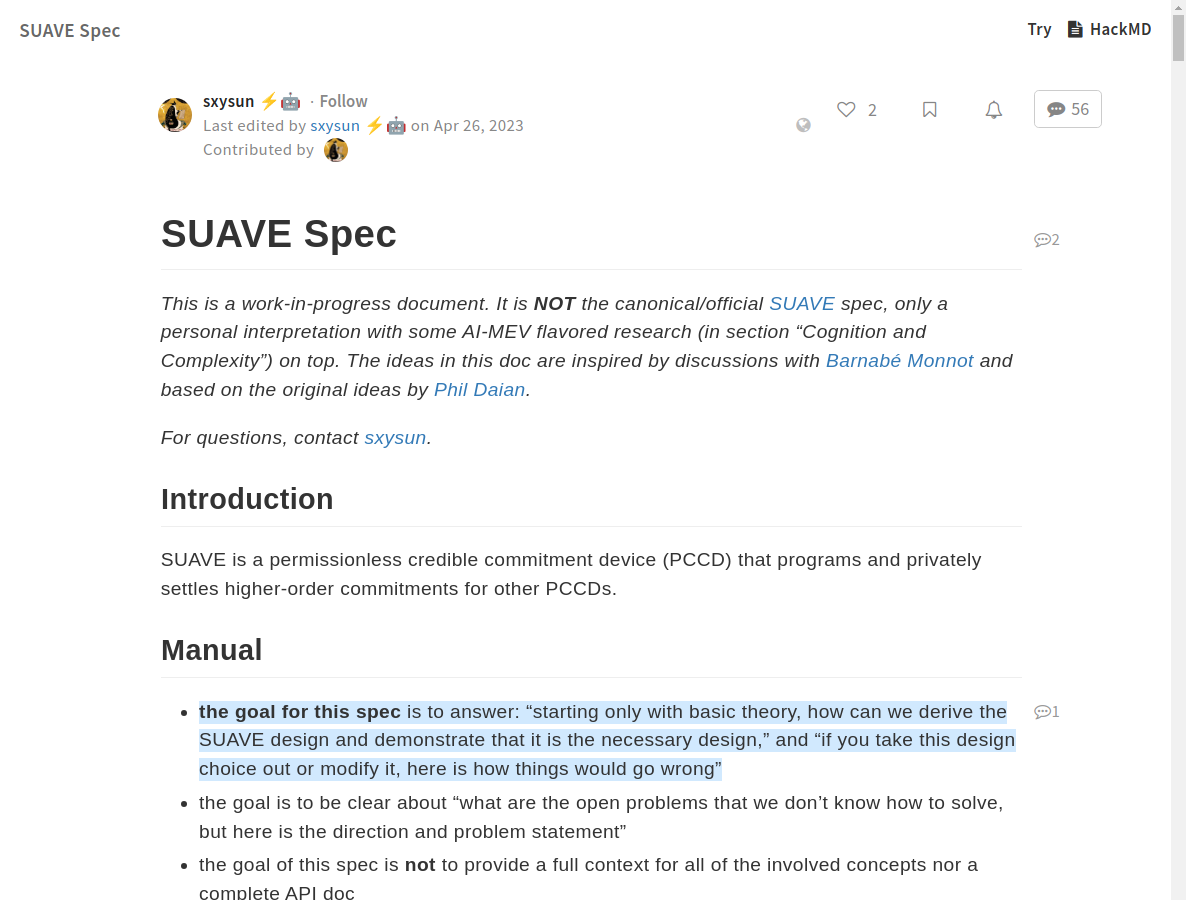 SUAVE Spec
Try HackMD
sxysun ⚡🤖 · Follow
Last edited by sxysun ⚡🤖 on Apr 26, 2023
Contributed by
2
56
SUAVE Spec
2
This is a work-in-progress document. It is NOT the canonical/official SUAVE spec, only a
personal interpretation with some AI-MEV flavored research (in section “Cognition and
Complexity”) on top. The ideas in this doc are inspired by discussions with Barnabé Monnot and
based on the original ideas by Phil Daian.
For questions, contact sxysun.
Introduction
SUAVE is a permissionless credible commitment device (PCCD) that programs and privately
settles higher-order commitments for other PCCDs.
Manual
• the goal for this spec is to answer: “starting only with basic theory, how can we derive the
1
SUAVE design and demonstrate that it is the necessary design,” and “if you take this design
choice out or modify it, here is how things would go wrong”
• the goal is to be clear about “what are the open problems that we don’t know how to solve,
but here is the direction and problem statement”
• the goal of this spec is not to provide a full context for all of the involved concepts nor a
complete API doc